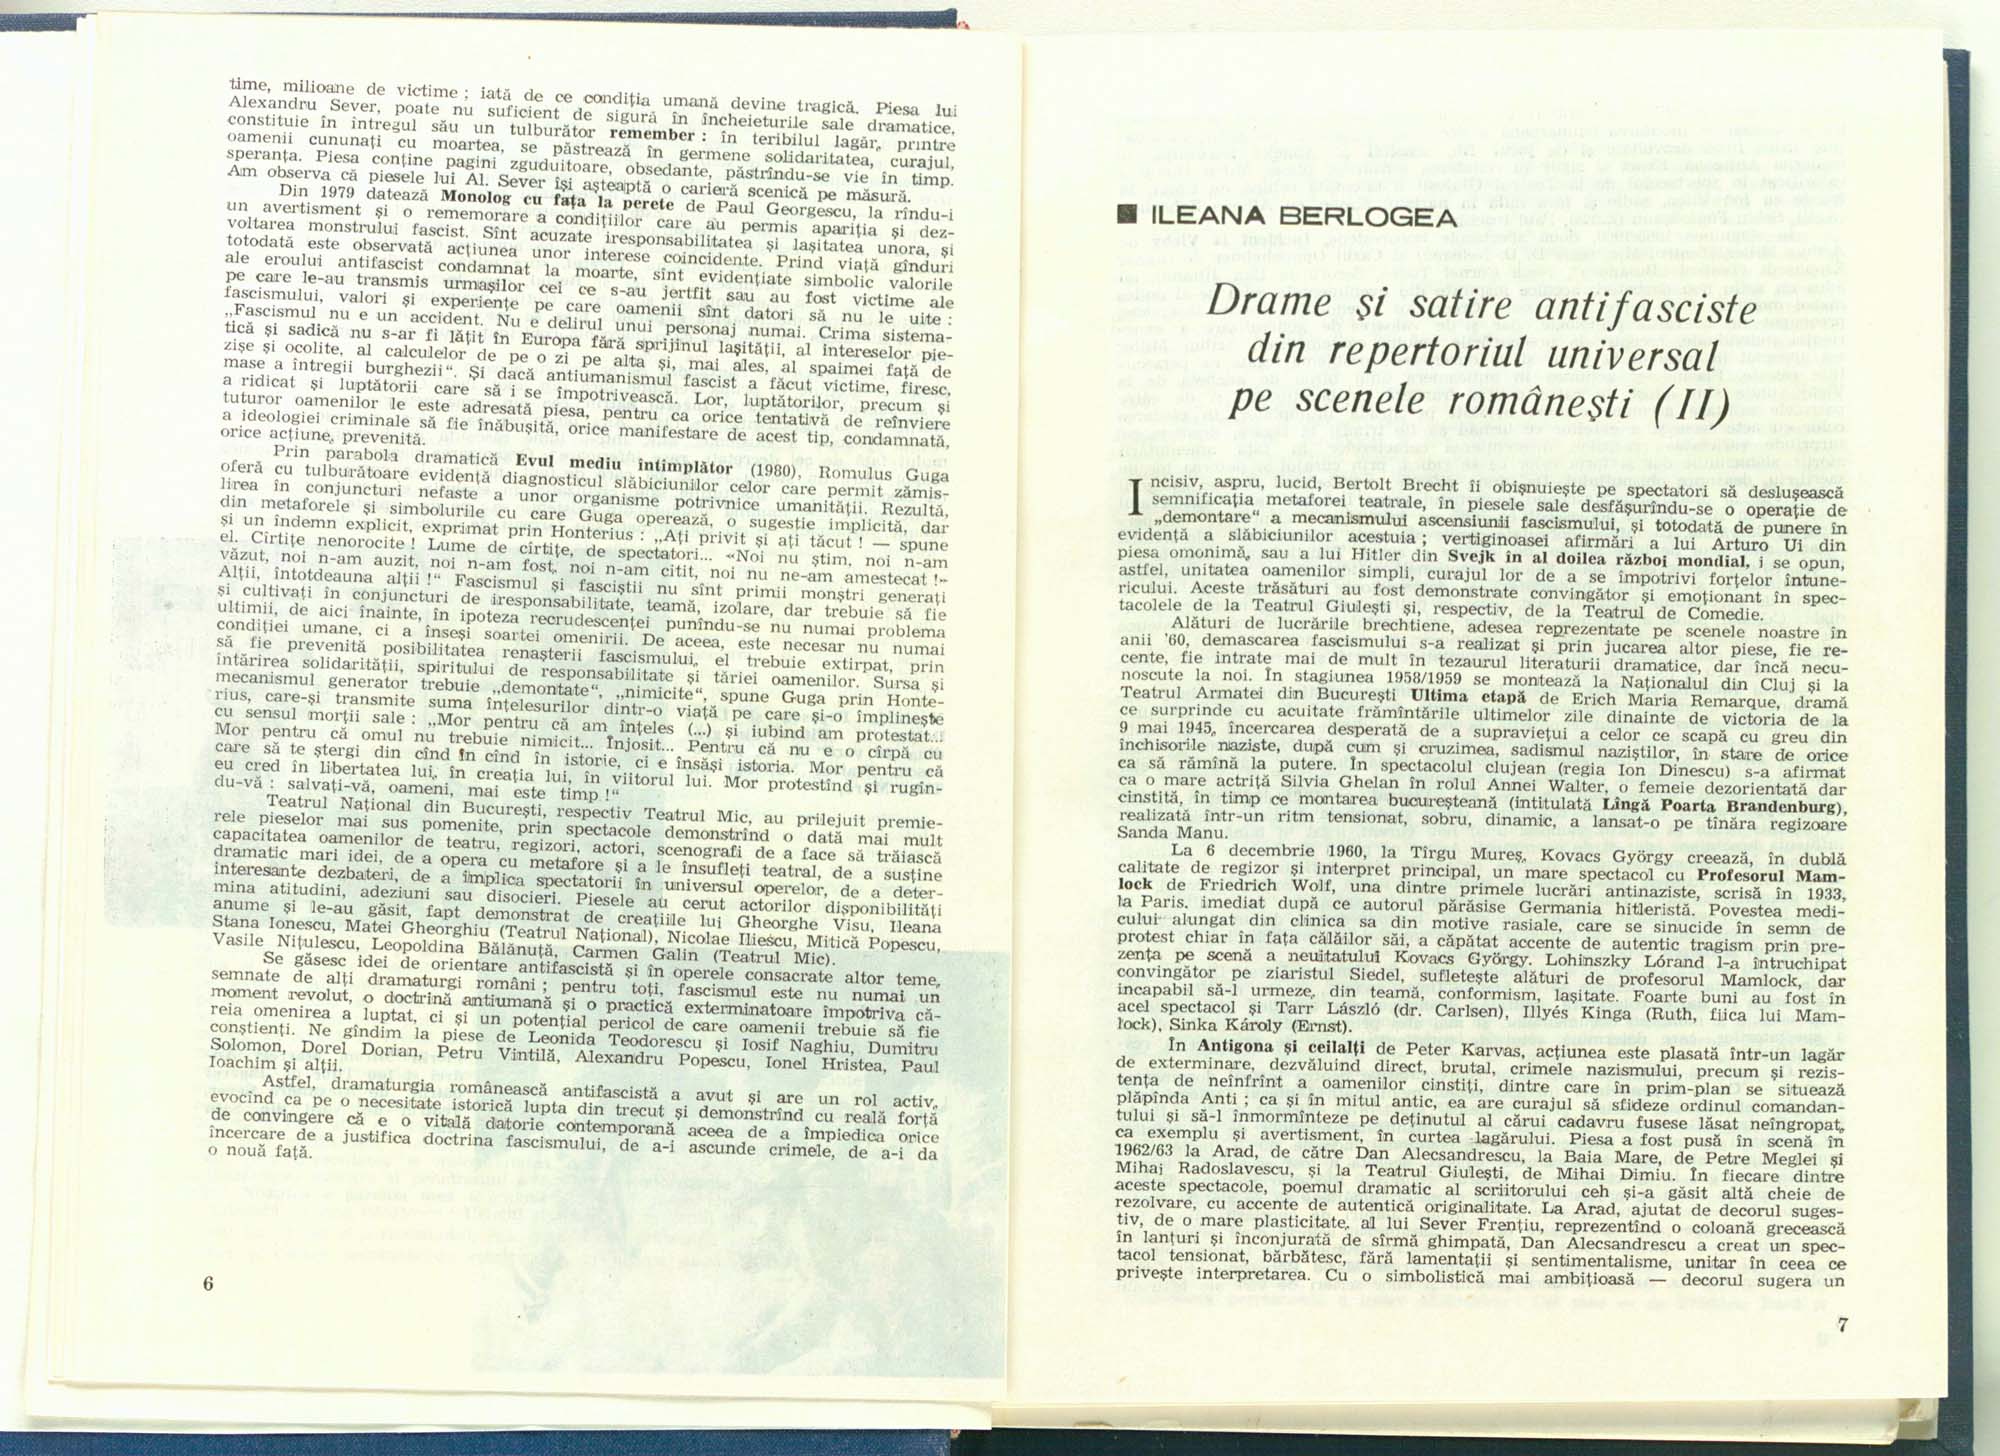 time, milioane de victime ; iată de ce condiția umană devine tragică. Piesa lui
Alexandru Sever, poate nu suficient de sigură în încheieturile sale dramatice,
constituie în întregul său un tulburător remember : în teribilul lagăr, printre
oamenii cununați cu moartea, se păstrează în germene solidaritatea, curajul,
speranța. Piesa conține pagini zguduitoare, obsedante, păstrîndu-se vie în timp.
Am observa că piesele lui Al. Sever își așteaptă o carieră scenică pe măsură.
Din 1979 datează Monolog cu fața la perete de Paul Georgescu, la rîndu-i
un avertisment și o rememorare a condițiilor care au permis apariția și dez-
voltarea monstrului fascist. Sînt acuzate iresponsabilitatea și lașitatea unora, și
totodată este observată acțiunea unor interese coincidente. Prind viață gînduri
ale eroului antifascist condamnat la moarte, sînt evidențiate simbolic valorile
pe care le-au transmis urmașilor cei ce s-au jertfit sau au fost victime ale
fascismului, valori și experiențe pe care oamenii sînt datori să nu le uite :
„Fascismul nu e un accident. Nu e delirul unui personaj numai. Crima sistema-
tică și sadică nu s-ar fi lățit în Europa fără sprijinul lașității, al intereselor pie-
zișe și ocolite, al calculelor de pe o zi pe alta și, mai ales, al spaimei față de
mase a întregii burghezii“. Și dacă antiumanismul fascist a făcut victime, firesc,
a ridicat și luptătorii care să i se împotrivească. Lor, luptătorilor, precum și
tuturor oamenilor le este adresată piesa, pentru ca orice tentativă de reînviere
a ideologiei criminale să fie înăbușită, orice manifestare de acest tip, condamnată,
orice acțiune, prevenită.
Prin parabola dramatică Evul mediu întîmplător (1980), Romulus Guga
oferă cu tulburătoare evidență diagnosticul slăbiciunilor celor care permit zămis-
lirea în conjuncturi nefaste a unor organisme potrivnice umanității. Rezultă,
din metaforele și simbolurile cu care Guga operează, o sugestie implicită, dar
și un îndemn explicit, exprimat prin Honterius : „Ați privit și ați tăcut ! — spune
el. Cîrtițe nenorocite ! Lume de cîrtițe, de spectatori... «Noi nu știm, noi n-am
văzut, noi n-am auzit, noi n-am fost, noi n-am citit, noi nu ne-am amestecat !»
Alții, întotdeauna alții !“ Fascismul și fasciștii nu sînt primii monștri generați
și cultivați în conjuncturi de iresponsabilitate, teamă, izolare, dar trebuie să fie
ultimii, de aici înainte, în ipoteza recrudescenței punîndu-se nu numai problema
condiției umane, ci a înseși soartei omenirii. De aceea, este necesar nu numai
să fie prevenită posibilitatea renașterii fascismului, el trebuie extirpat, prin
întărirea solidarității, spiritului de responsabilitate și tăriei oamenilor. Sursa și
mecanismul generator trebuie „demontate“, „nimicite“, spune Guga prin Honte-
rius, care-și transmite suma înțelesurilor dintr-o viață pe care și-o împlinește
cu sensul morții sale : „Mor pentru că am înțeles (...) și iubind am protestat...
Mor pentru că omul nu trebuie nimicit... Înjosit... Pentru că nu e o cîrpă cu
care să te ștergi din cînd în cînd în istorie, ci e însăși istoria. Mor pentru că
eu cred în libertatea lui, în creația lui, în viitorul lui. Mor protestînd și rugîn-
du-vă : salvați-vă, oameni, mai este timp !“
Teatrul Național din București, respectiv Teatrul Mic, au prilejuit premie-
rele pieselor mai sus pomenite, prin spectacole demonstrînd o dată mai mult
capacitatea oamenilor de teatru, regizori, actori, scenografi de a face să trăiască
dramatic mari idei, de a opera cu metafore și a le însufleți teatral, de a susține
interesante dezbateri, de a implica spectatorii în universul operelor, de a deter-
mina atitudini, adeziuni sau disocieri. Piesele au cerut actorilor disponibilități
anume și le-au găsit, fapt demonstrat de creațiile lui Gheorghe Visu, Ileana
Stana Ionescu, Matei Gheorghiu (Teatrul Național), Nicolae Iliescu, Mitică Popescu,
Vasile Nițulescu, Leopoldina Bălănuță, Carmen Galin (Teatrul Mic).
Se găsesc idei de orientare antifascistă și în operele consacrate altor teme,
semnate de alți dramaturgi români ; pentru toți, fascismul este nu numai un
moment revolut, o doctrină antiumană și o practică exterminatoare împotriva că-
reia omenirea a luptat, ci și un potențial pericol de care oamenii trebuie să fie
conștienți. Ne gîndim la piese de Leonida Teodorescu și Iosif Naghiu, Dumitru
Solomon, Dorel Dorian, Petru Vintilă, Alexandru Popescu, Ionel Hristea, Paul
Ioachim și alții.
Astfel, dramaturgia românească antifascistă a avut și are un rol activ,
evocînd ca pe o necesitate istorică lupta din trecut și demonstrînd cu reală forță
de convingere că e o vitală datorie contemporană aceea de a împiedica orice
încercare de a justifica doctrina fascismului, de a-i ascunde crimele, de a-i da
o nouă față.
6
■ ILEANA BERLOGEA
Drame și satire antifasciste
din repertoriul universal
pe scenele românești (II)
Incisiv, aspru, lucid, Bertolt Brecht îi obișnuiește pe spectatori să deslușească
semnificația metaforei teatrale, în piesele sale desfășurîndu-se o operație de
„demontare“ a mecanismului ascensiunii fascismului, și totodată de punere în
evidență a slăbiciunilor acestuia ; vertiginoasei afirmări a lui Arturo Ui din
piesa omonimă, sau a lui Hitler din Svejk în al doilea război mondial, i se opun,
astfel, unitatea oamenilor simpli, curajul lor de a se împotrivi forțelor întune-
ricului. Aceste trăsături au fost demonstrate convingător și emoționant în spec-
tacolele de la Teatrul Giulești și, respectiv, de la Teatrul de Comedie.
Alături de lucrările brechtiene, adesea reprezentate pe scenele noastre în
anii '60, demascarea fascismului s-a realizat și prin jucarea altor piese, fie re-
cente, fie intrate mai de mult în tezaurul literaturii dramatice, dar încă necu-
noscute la noi. În stagiunea 1958/1959 se montează la Naționalul din Cluj și la
Teatrul Armatei din București Ultima etapă de Erich Maria Remarque, dramă
ce surprinde cu acuitate frămîntările ultimelor zile dinainte de victoria de la
9 mai 1945, încercarea desperată de a supraviețui a celor ce scapă cu greu din
închisorile naziste, după cum și cruzimea, sadismul naziștilor, în stare de orice
ca să rămînă la putere. În spectacolul clujean (regia Ion Dinescu) s-a afirmat
ca o mare actriță Silvia Ghelan în rolul Annei Walter, o femeie dezorientată dar
cinstită, în timp ce montarea bucureșteană (intitulată Lîngă Poarta Brandenburg),
realizată într-un ritm tensionat, sobru, dinamic, a lansat-o pe tînăra regizoare
Sanda Manu.
La 6 decembrie 1960, la Tîrgu Mureș, Kovacs György creează, în dublă
calitate de regizor și interpret principal, un mare spectacol cu Profesorul Mam-
lock de Friedrich Wolf, una dintre primele lucrări antinaziste, scrisă în 1933,
la Paris. imediat după ce autorul părăsise Germania hitleristă. Povestea medi-
cului alungat din clinica sa din motive rasiale, care se sinucide în semn de
protest chiar în fața călăilor săi, a căpătat accente de autentic tragism prin pre-
zența pe scenă a neuitatului Kovacs György. Lohinszky Lórand l-a întruchipat
convingător pe ziaristul Siedel, sufletește alături de profesorul Mamlock, dar
incapabil să-l urmeze, din teamă, conformism, lașitate. Foarte buni au fost în
acel spectacol și Tarr László (dr. Carlsen), Illyés Kinga (Ruth, fiica lui Mam-
lock), Sinka Károly (Ernst).
În Antigona și ceilalți de Peter Karvas, acțiunea este plasată într-un lagăr
de exterminare, dezvăluind direct, brutal, crimele nazismului, precum și rezis-
tența de neînfrînt a oamenilor cinstiți, dintre care în prim-plan se situează
plăpînda Anti ; ca și în mitul antic, ea are curajul să sfideze ordinul comandan-
tului și să-l înmormînteze pe deținutul al cărui cadavru fusese lăsat neîngropat,
ca exemplu și avertisment, în curtea lagărului. Piesa a fost pusă în scenă în
1962/63 la Arad, de către Dan Alecsandrescu, la Baia Mare, de Petre Meglei și
Mihai Radoslavescu, și la Teatrul Giulești, de Mihai Dimiu. În fiecare dintre
aceste spectacole, poemul dramatic al scriitorului ceh și-a găsit altă cheie de
rezolvare, cu accente de autentică originalitate. La Arad, ajutat de decorul suges-
tiv, de o mare plasticitate, al lui Sever Frențiu, reprezentînd o coloană grecească
în lanțuri și înconjurată de sîrmă ghimpată, Dan Alecsandrescu a creat un spec-
tacol tensionat, bărbătesc, fără lamentații și sentimentalisme, unitar în ceea ce
privește interpretarea. Cu o simbolistică mai ambițioasă — decorul sugera un
7